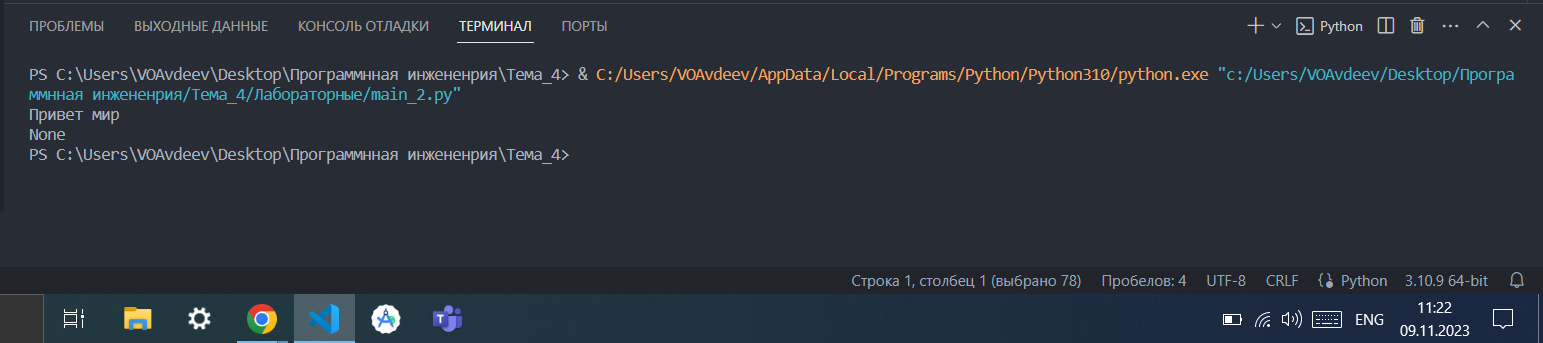 ПРОБЛЕМЫ ВЫХОДНЫЕ ДАННЫЕ КОНСОЛЬ ОТЛАДКИ ТЕРМИНАЛ ПОРТЫ Python
PS C:\Users\VOAvdeev\Desktop\Программнная инжененрия\Тема_4> & C:/Users/VOAvdeev/AppData/Local/Programs/Python/Python310/python.exe "c:/Users/VOAvdeev/Desktop/Програ
ммнная инжененрия/Тема_4/Лабораторные/main_2.py"
Привет мир
None
PS C:\Users\VOAvdeev\Desktop\Программнная инжененрия\Тема_4>
Строка 1, столбец 1 (выбрано 78) Пробелов: 4 UTF-8 CRLF Python 3.10.9 64-bit
ENG
11:22
09.11.2023